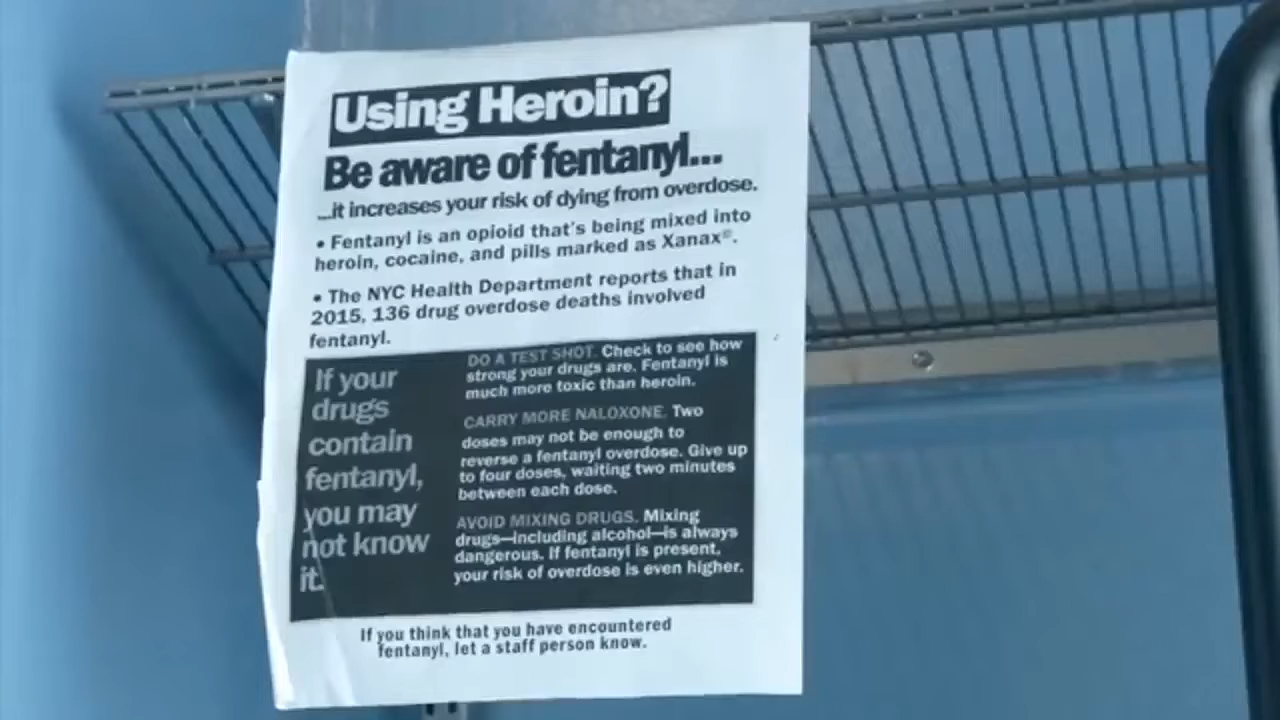 Using Heroin?
Be aware of fentanyl...
...it increases your risk of dying from overdose.
• Fentanyl is an opioid that's being mixed into
heroin, cocaine, and pills marked as Xanax®.
• The NYC Health Department reports that in
2015, 136 drug overdose deaths involved
fentanyl.
If your
drugs
contain
fentanyl,
you may
not know
it.
DO A TEST SHOT. Check to see how
strong your drugs are. Fentanyl is
much more toxic than heroin.
CARRY MORE NALOXONE. Two
doses may not be enough to
reverse a fentanyl overdose. Give up
to four doses, waiting two minutes
between each dose.
AVOID MIXING DRUGS. Mixing
drugs—including alcohol—is always
dangerous. If fentanyl is present,
your risk of overdose is even higher.
If you think that you have encountered
fentanyl, let a staff person know.